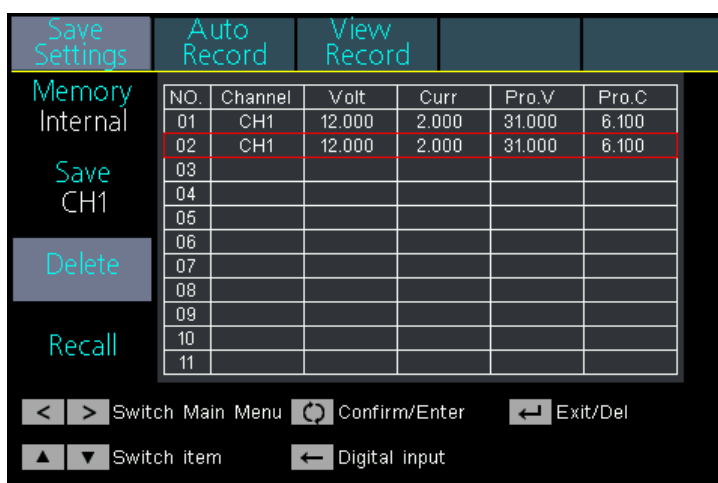 Save Settings Auto Record View Record
Memory
Internal
Save
CH1
Delete
Recall
NO. Channel Volt Curr Pro.V Pro.C
01 CH1 12.000 2.000 31.000 6.100
02 CH1 12.000 2.000 31.000 6.100
03
04
05
06
07
08
09
10
11
< > Switch Main Menu Confirm/Enter Exit/Del
Switch item Digital input